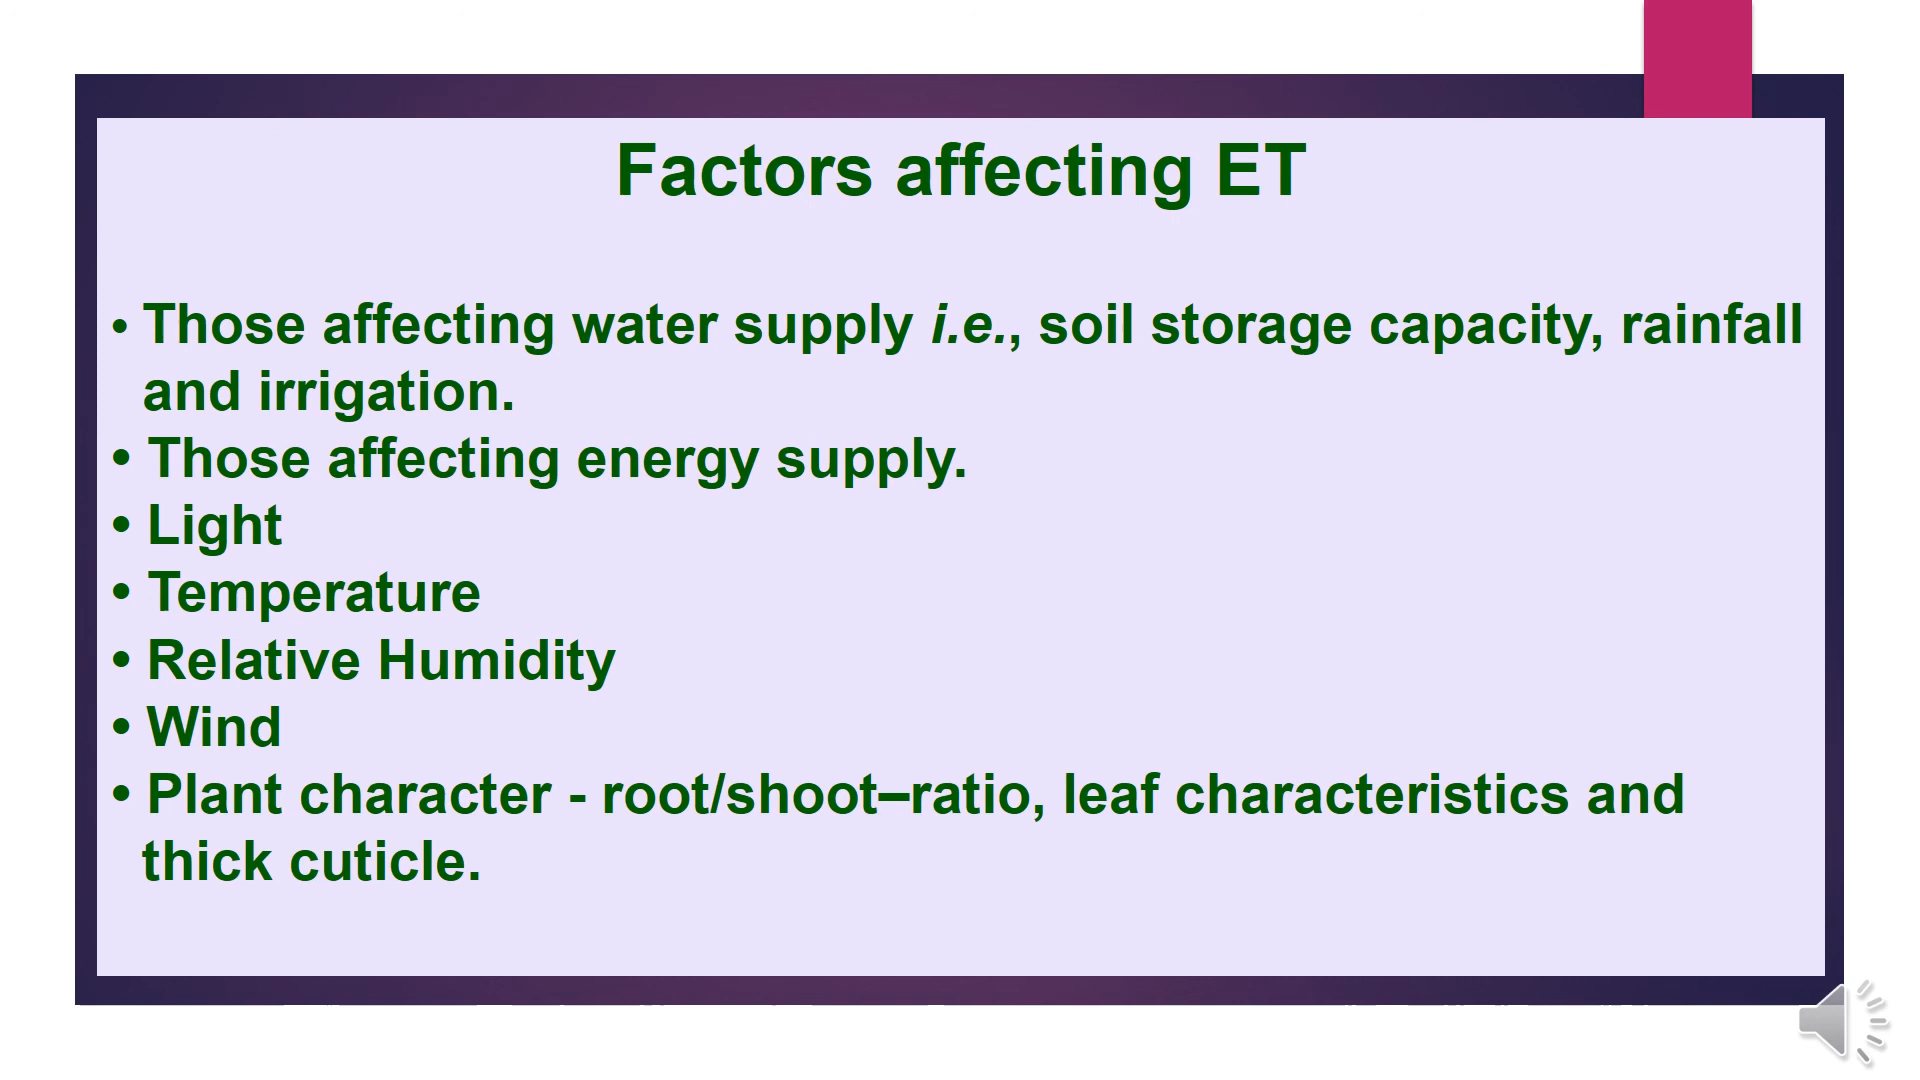 Factors affecting ET
• Those affecting water supply i.e., soil storage capacity, rainfall
and irrigation.
• Those affecting energy supply.
• Light
• Temperature
• Relative Humidity
• Wind
• Plant character - root/shoot–ratio, leaf characteristics and
thick cuticle.